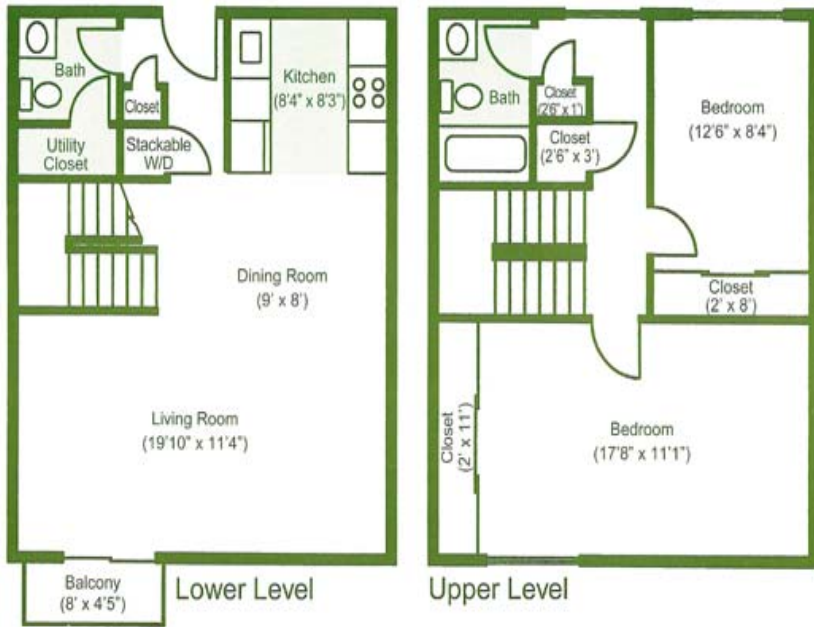 Bath
Closet
Kitchen
(8'4" x 8'3")
Utility
Closet
Stackable
W/D
Dining Room
(9' x 8')
Living Room
(19'10" x 11'4")
Balcony
(8' x 4'5")
Lower Level
Bath
Closet
(2'6" x 1')
Closet
(2'6" x 3')
Bedroom
(12'6" x 8'4")
Closet
(2' x 8')
Closet
(2' x 11')
Bedroom
(17'8" x 11'1")
Upper Level